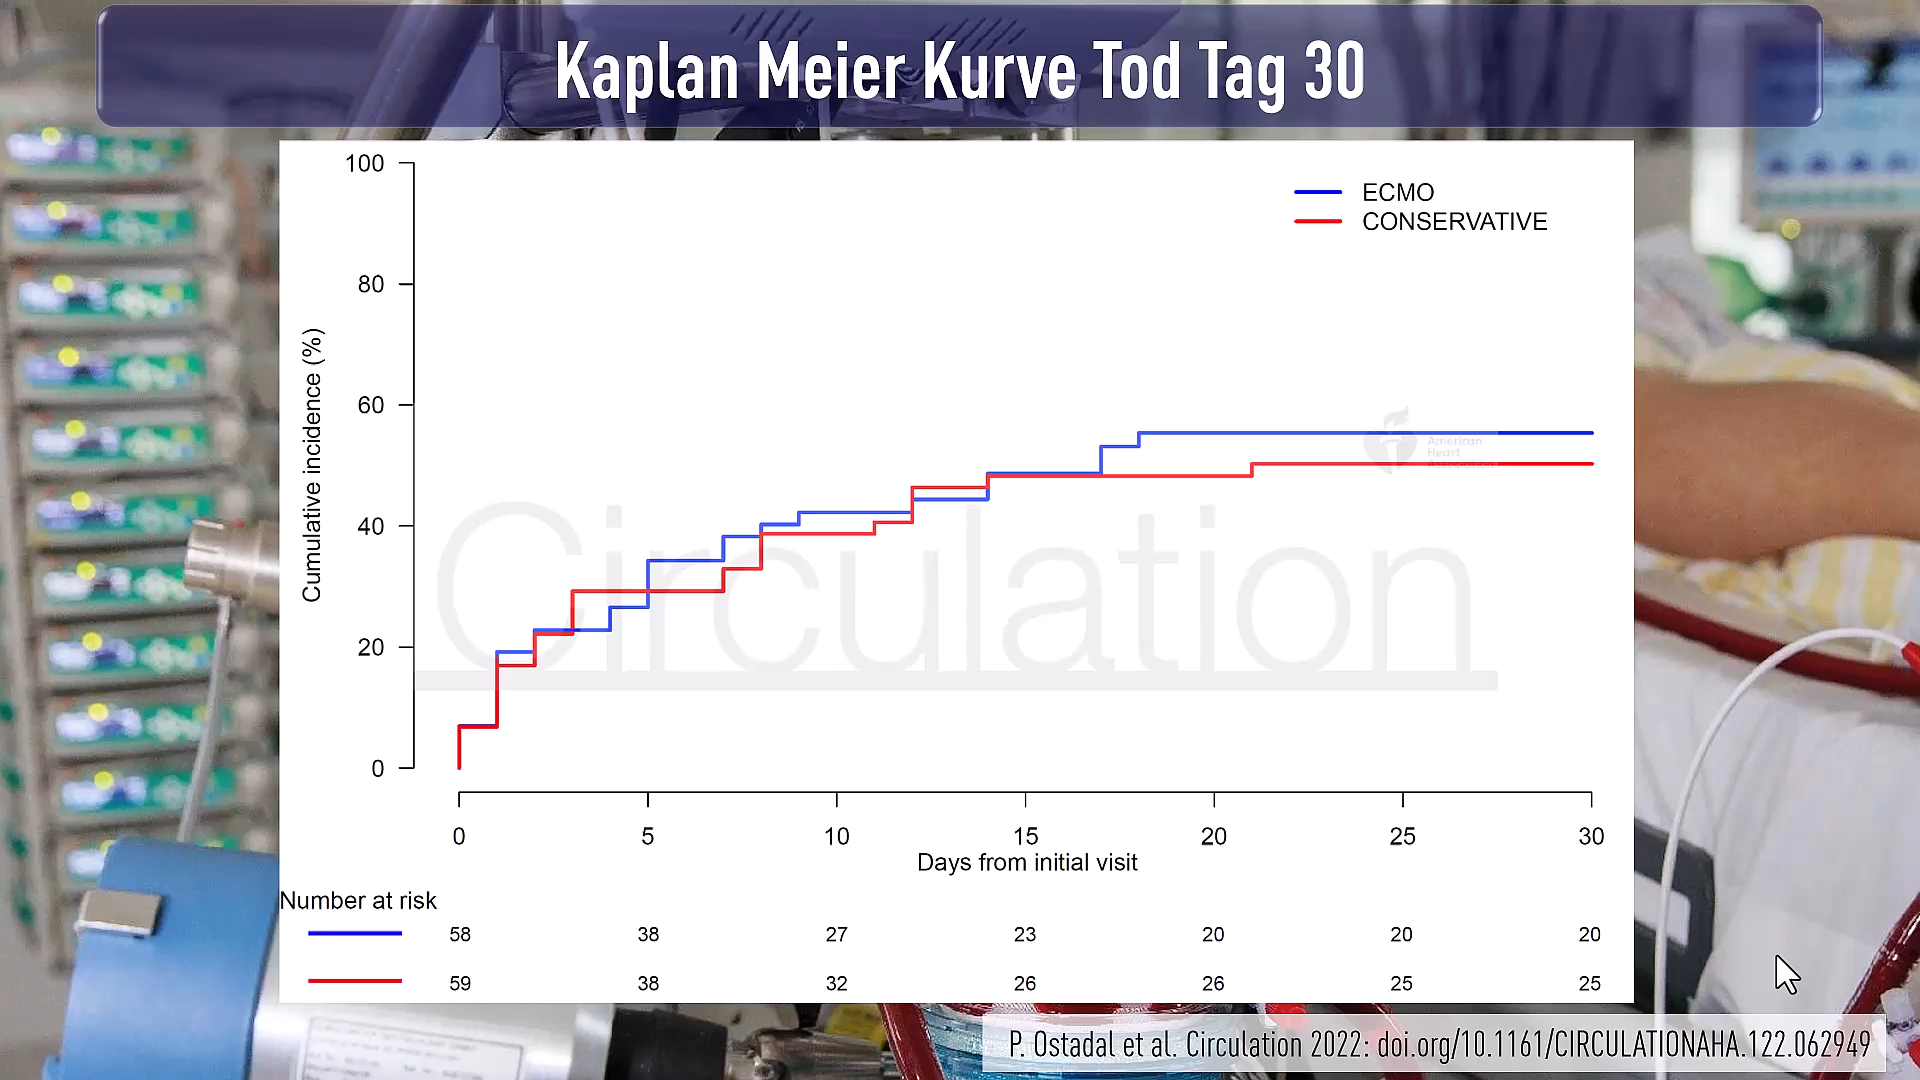 Kaplan Meier Kurve Tod Tag 30
100
80
60
40
20
0
Cumulative incidence (%)
ECMO
CONSERVATIVE
American
Heart
Association
Circulation
0 5 10 15 20 25 30
Days from initial visit
Number at risk
58 38 27 23 20 20 20
59 38 32 26 26 25 25
P. Ostadal et al. Circulation 2022: doi.org/10.1161/CIRCULATIONAHA.122.062949